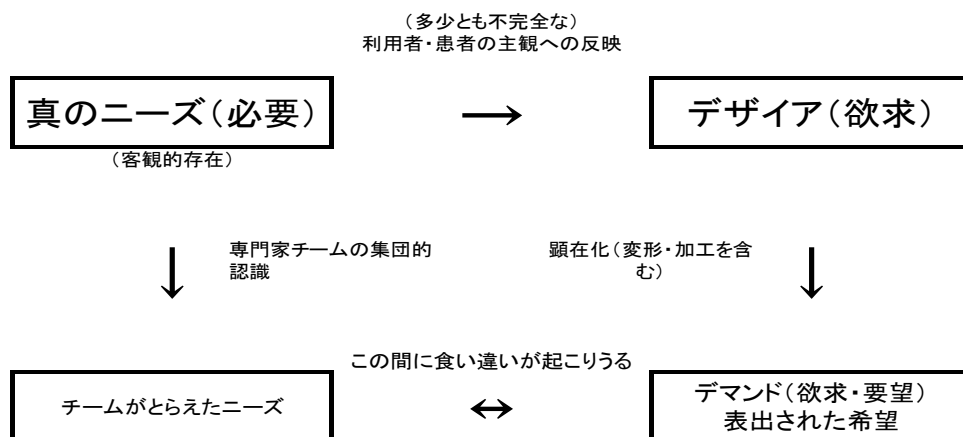 （多少とも不完全な）
利用者・患者の主観への反映
真のニーズ（必要）
→
デザイア（欲求）
（客観的存在）
↓
専門家チームの集団的
認識
顕在化（変形・加工を含
む）
↓
この間に食い違いが起こりうる
チームがとらえたニーズ
↔
デマンド（欲求・要望）
表出された希望